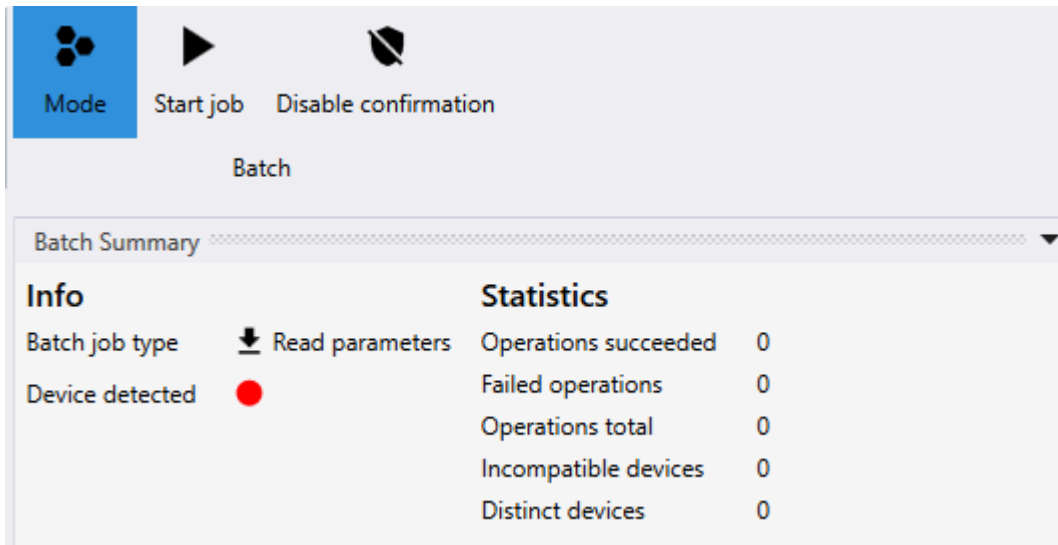 Mode Start job Disable confirmation
Batch
Batch Summary
Info
Batch job type Read parameters
Device detected
Statistics
Operations succeeded 0
Failed operations 0
Operations total 0
Incompatible devices 0
Distinct devices 0